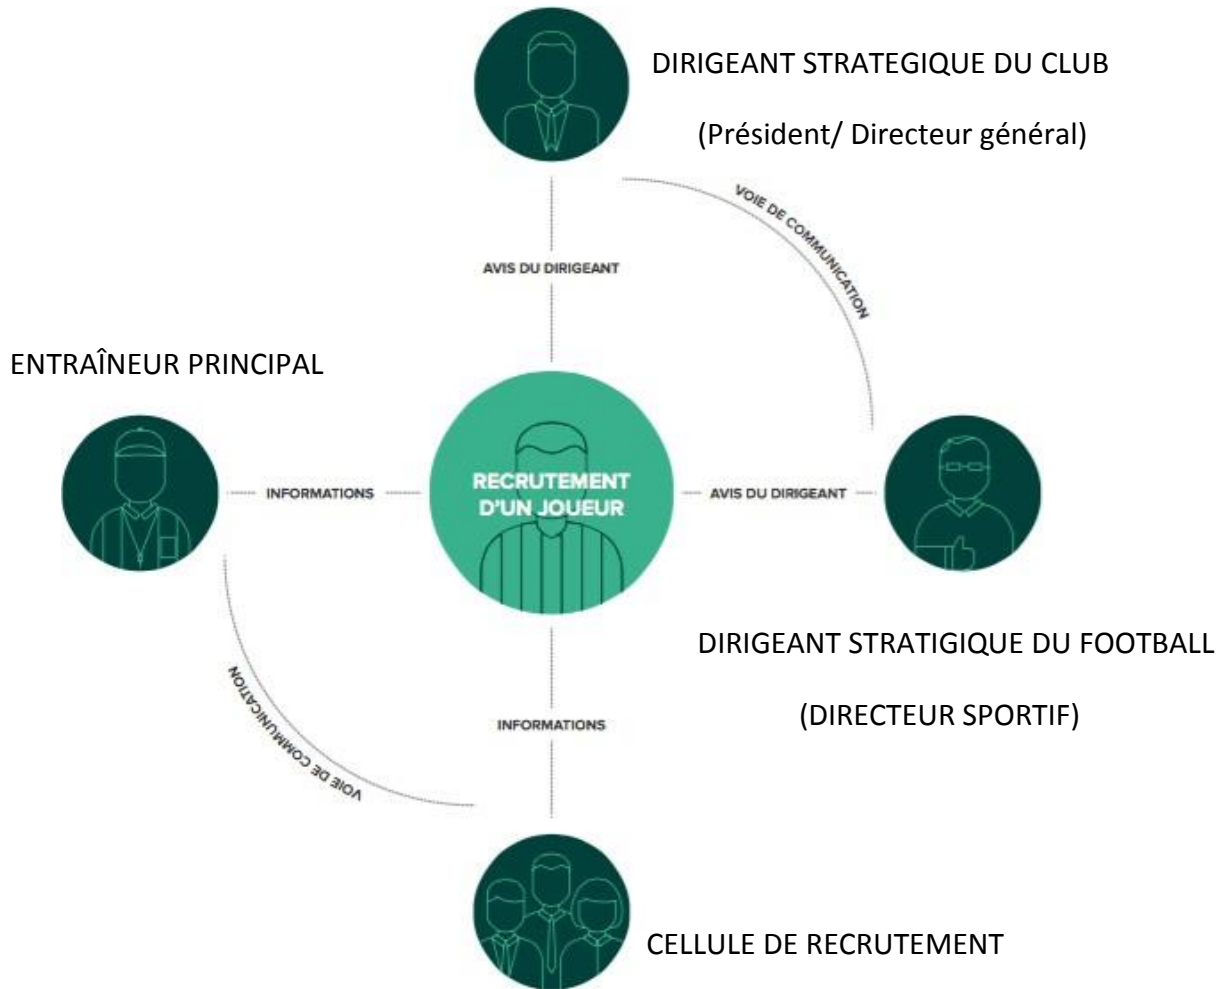 DIRIGEANT STRATEGIQUE DU CLUB
(Président/ Directeur général)
VOIE DE COMMUNICATION
AVIS DU DIRIGEANT
ENTRAÎNEUR PRINCIPAL
RECRUTEMENT
D'UN JOUEUR
INFORMATIONS
AVIS DU DIRIGEANT
DIRIGEANT STRATIGIQUE DU FOOTBALL
(DIRECTEUR SPORTIF)
INFORMATIONS
VOIE DE COMMUNICATION
CELLULE DE RECRUTEMENT